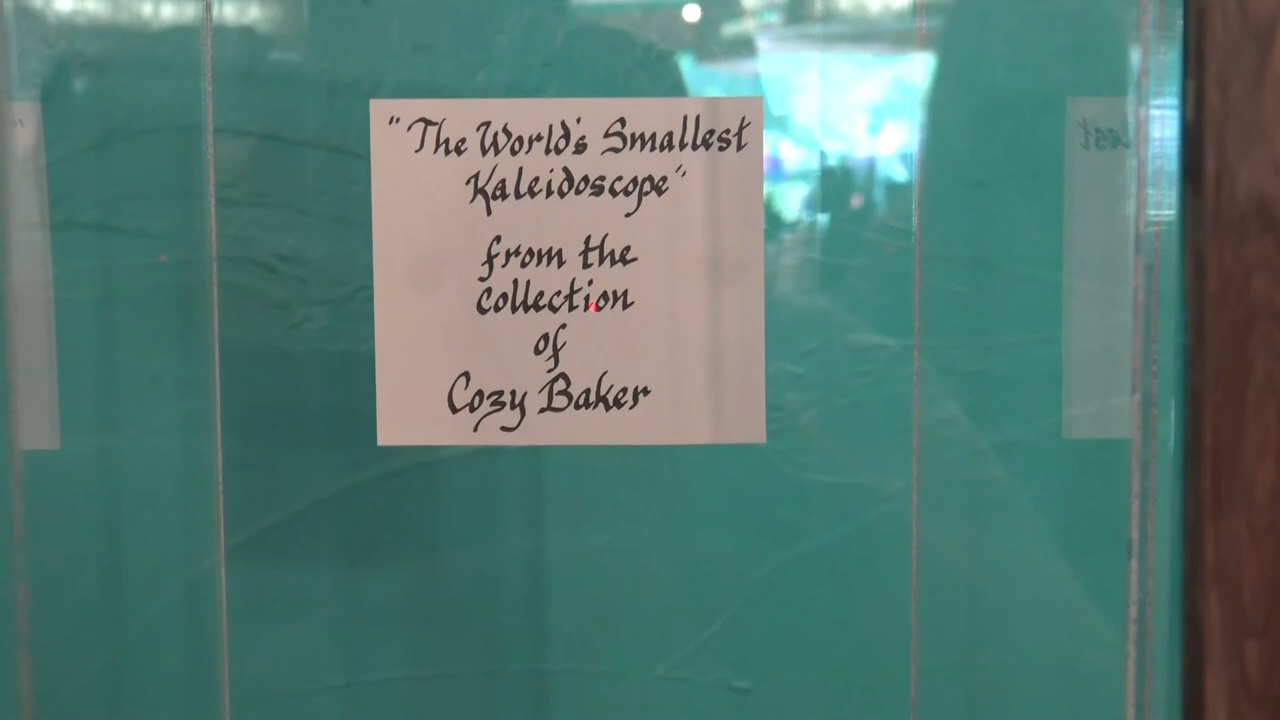 "The World's Smallest
Kaleidoscope"
from the
collection
of
Cozy Baker